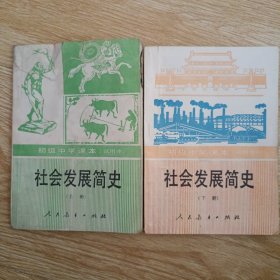 初级中学课本（试用本）
社会发展简史
（上册）
人民教育出版社
社会发展简史
（下册）
人民教育出版社